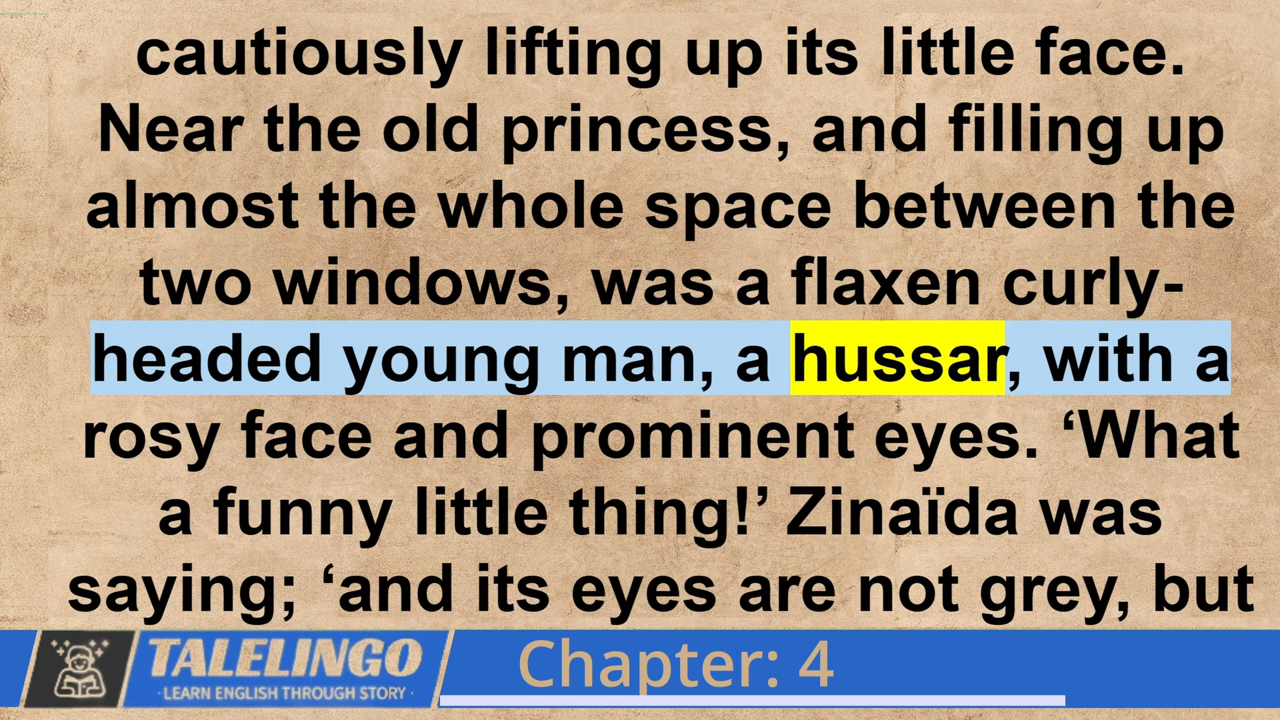 cautiously lifting up its little face.
Near the old princess, and filling up
almost the whole space between the
two windows, was a flaxen curly-
headed young man, a hussar, with a
rosy face and prominent eyes. ‘What
a funny little thing!’ Zinaïda was
saying; ‘and its eyes are not grey, but
TALELINGO
·LEARN ENGLISH THROUGH STORY·
Chapter: 4